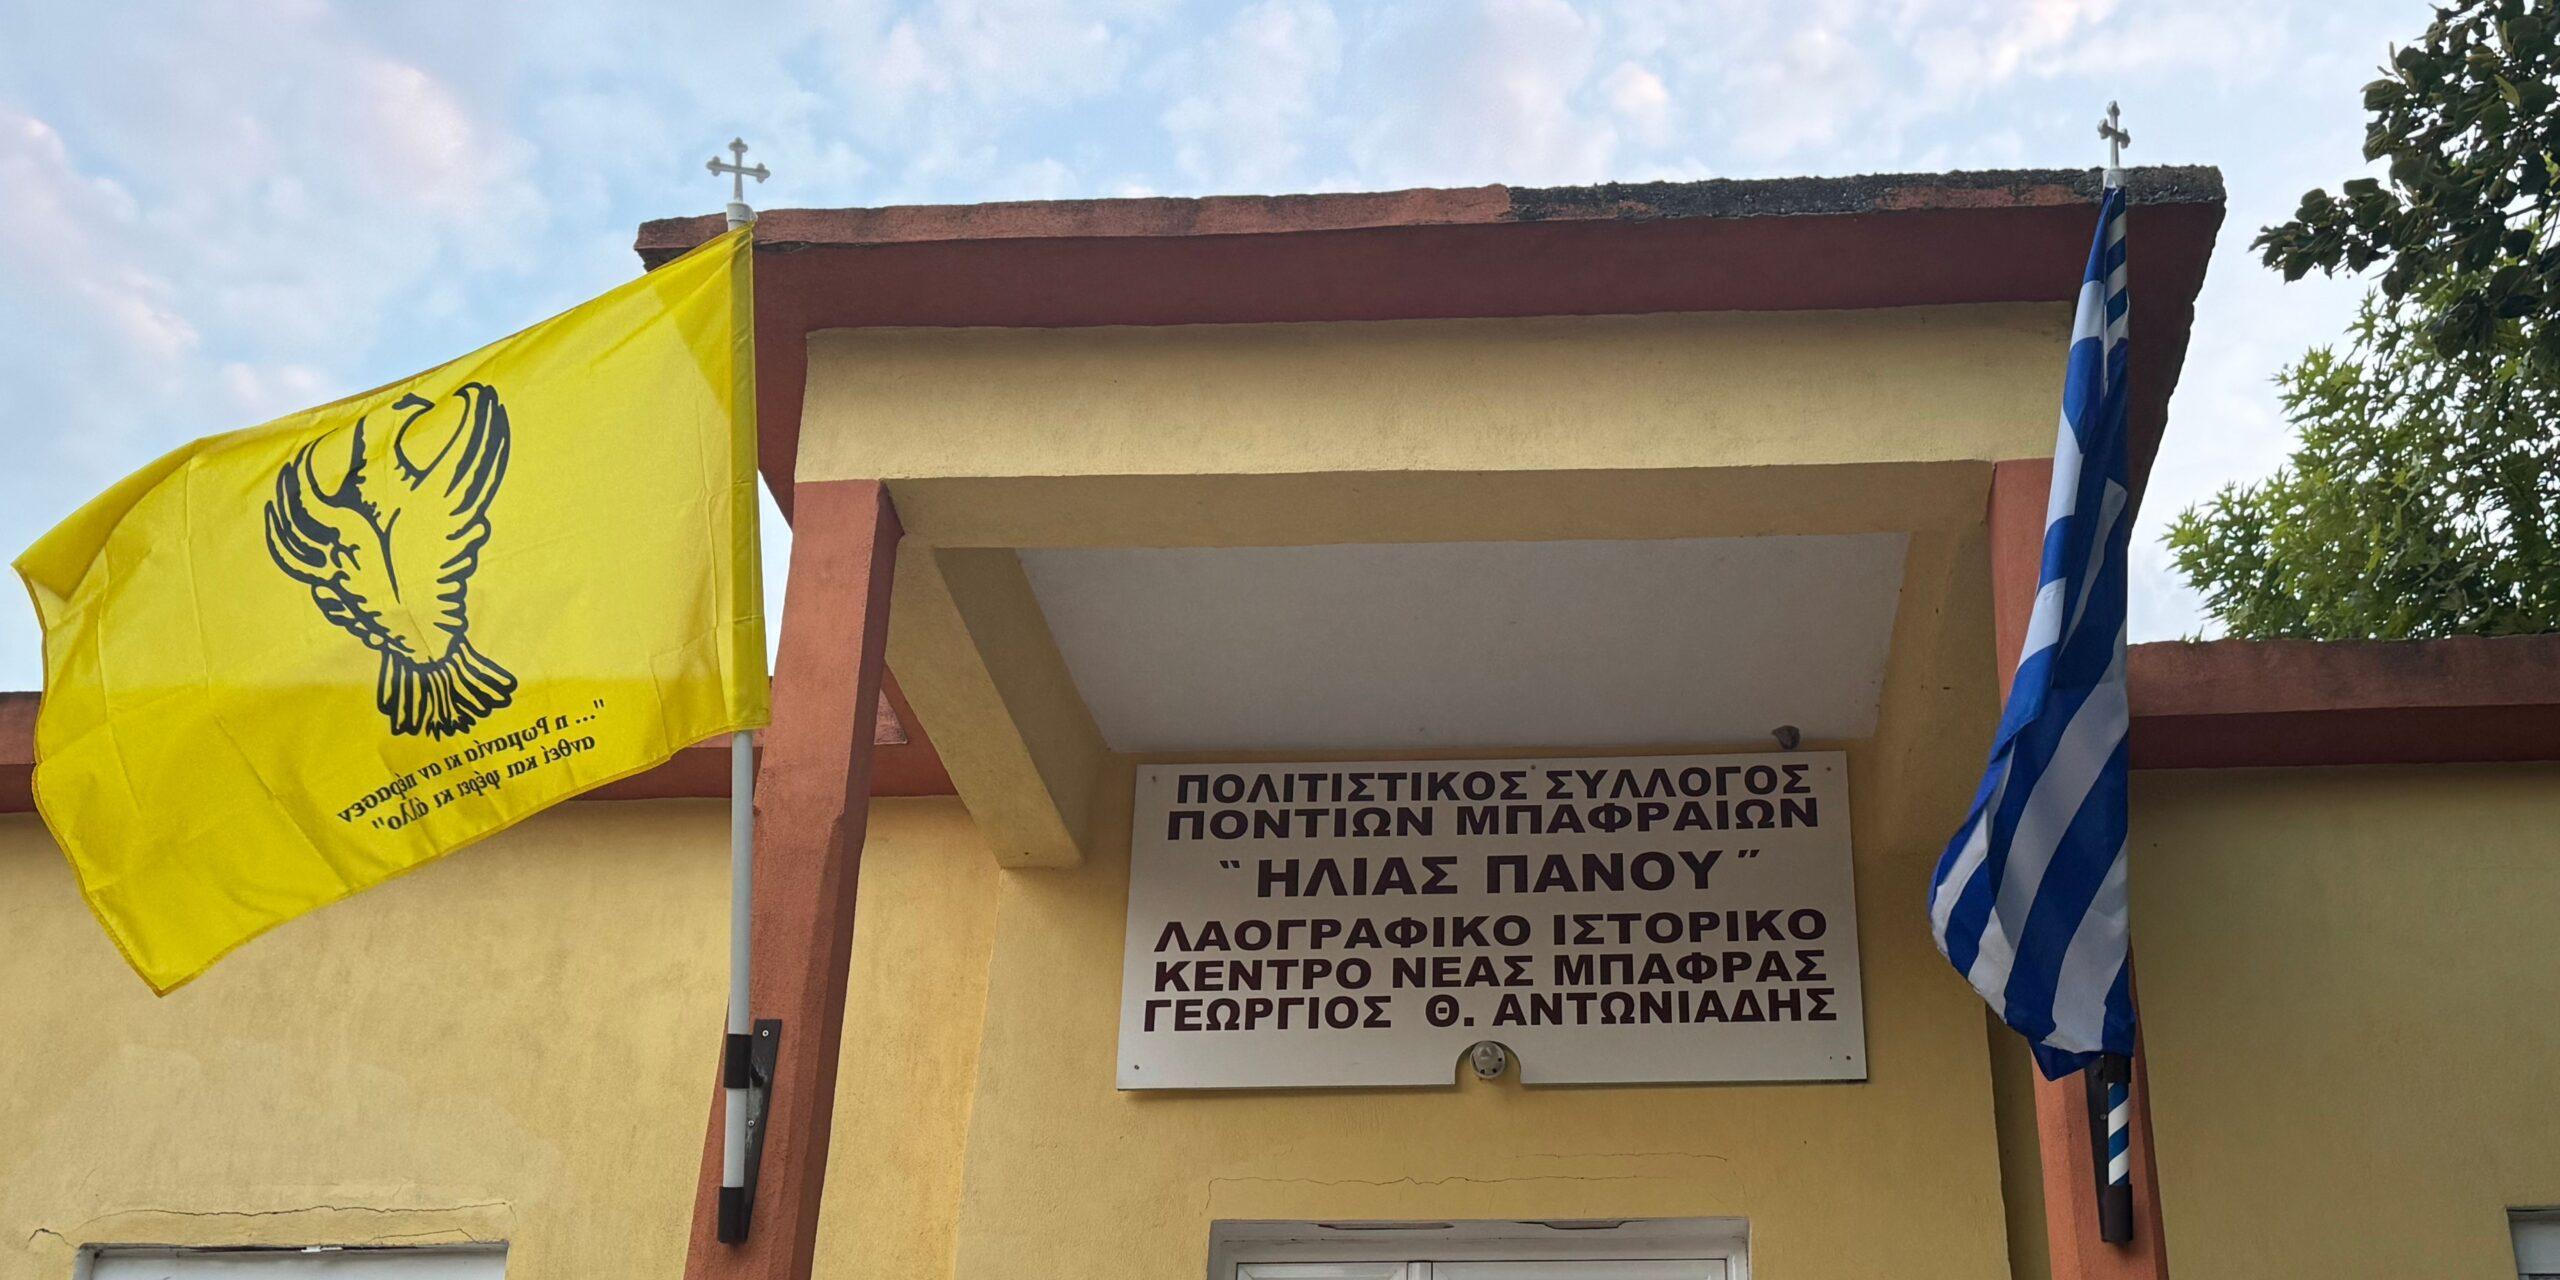 "... η Ρωμανία κι αν πέρασεν
ανθεί και φέρει κι άλλο"
ΠΟΛΙΤΙΣΤΙΚΟΣ ΣΥΛΛΟΓΟΣ
ΠΟΝΤΙΩΝ ΜΠΑΦΡΑΙΩΝ
" ΗΛΙΑΣ ΠΑΝΟΥ "
ΛΑΟΓΡΑΦΙΚΟ ΙΣΤΟΡΙΚΟ
ΚΕΝΤΡΟ ΝΕΑΣ ΜΠΑΦΡΑΣ
ΓΕΩΡΓΙΟΣ Θ. ΑΝΤΩΝΙΑΔΗΣ